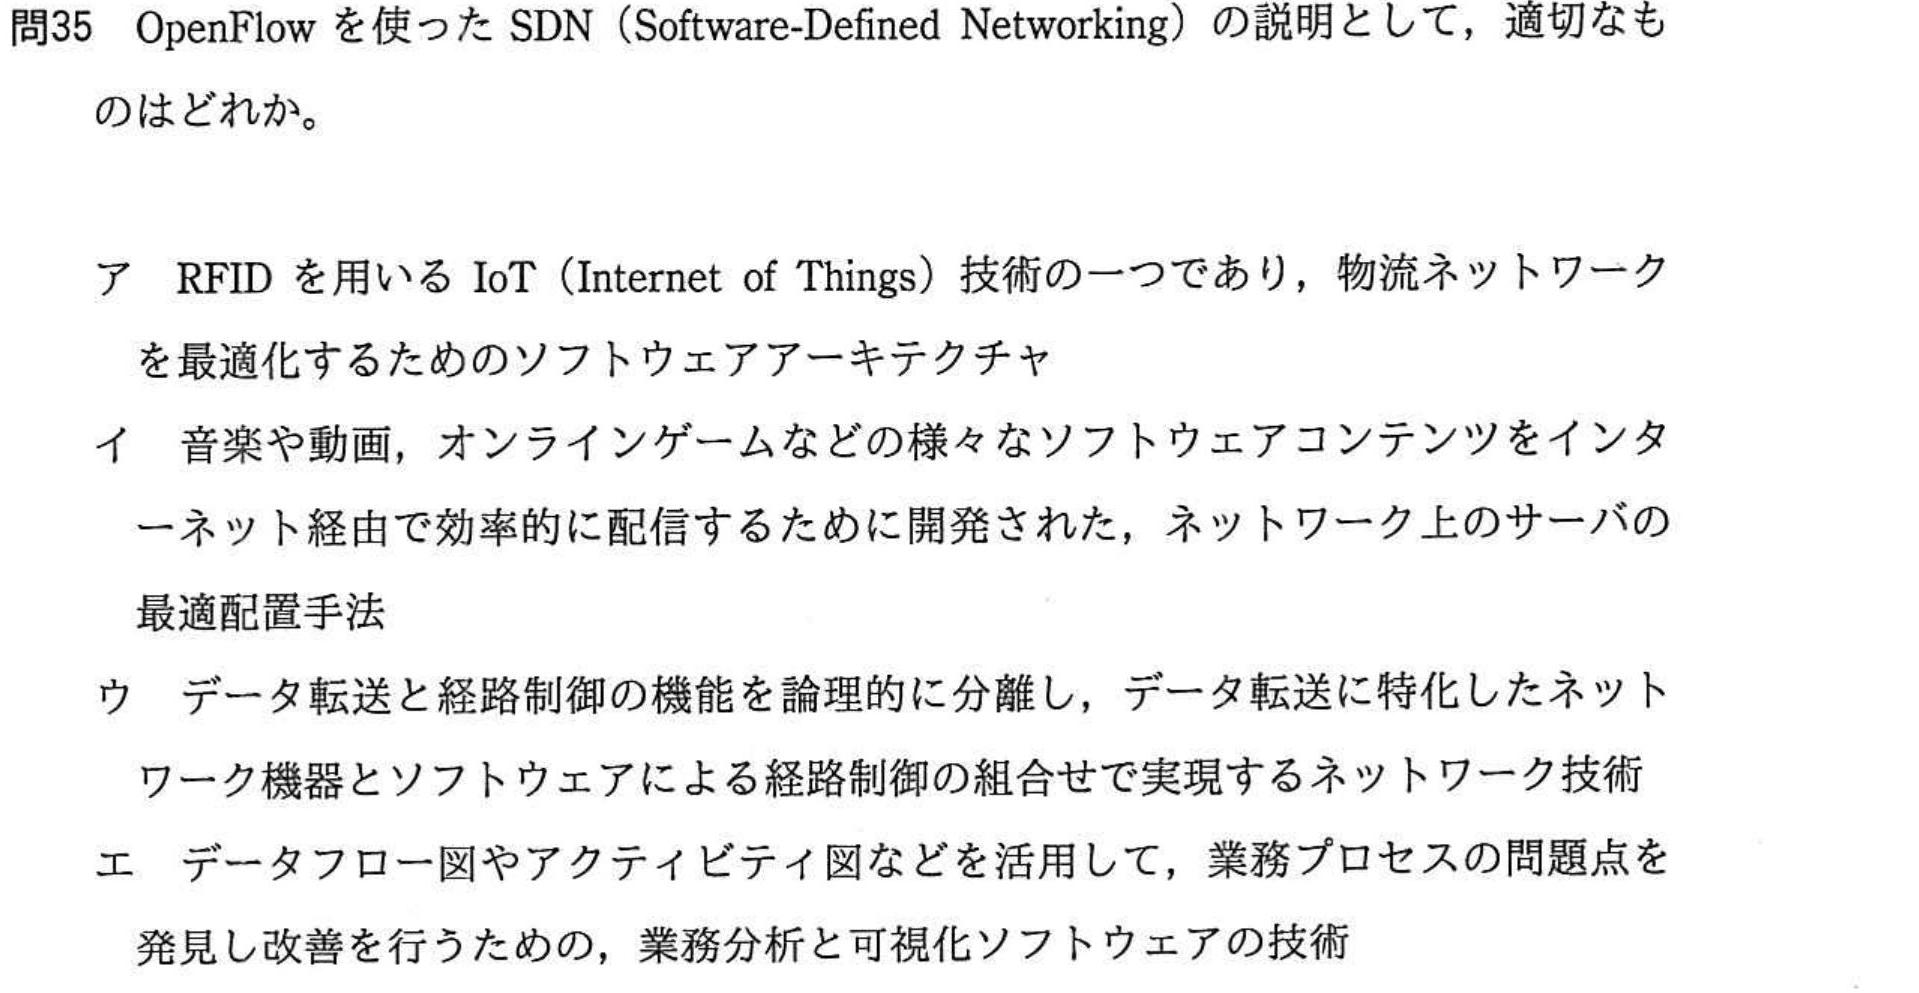 問35 OpenFlow を使った SDN（Software-Defined Networking）の説明として，適切なも
のはどれか。
ア RFID を用いる IoT（Internet of Things）技術の一つであり，物流ネットワーク
を最適化するためのソフトウェアアーキテクチャ
イ 音楽や動画，オンラインゲームなどの様々なソフトウェアコンテンツをインタ
ーネット経由で効率的に配信するために開発された，ネットワーク上のサーバの
最適配置手法
ウ データ転送と経路制御の機能を論理的に分離し，データ転送に特化したネット
ワーク機器とソフトウェアによる経路制御の組合せで実現するネットワーク技術
エ データフロー図やアクティビティ図などを活用して，業務プロセスの問題点を
発見し改善を行うための，業務分析と可視化ソフトウェアの技術